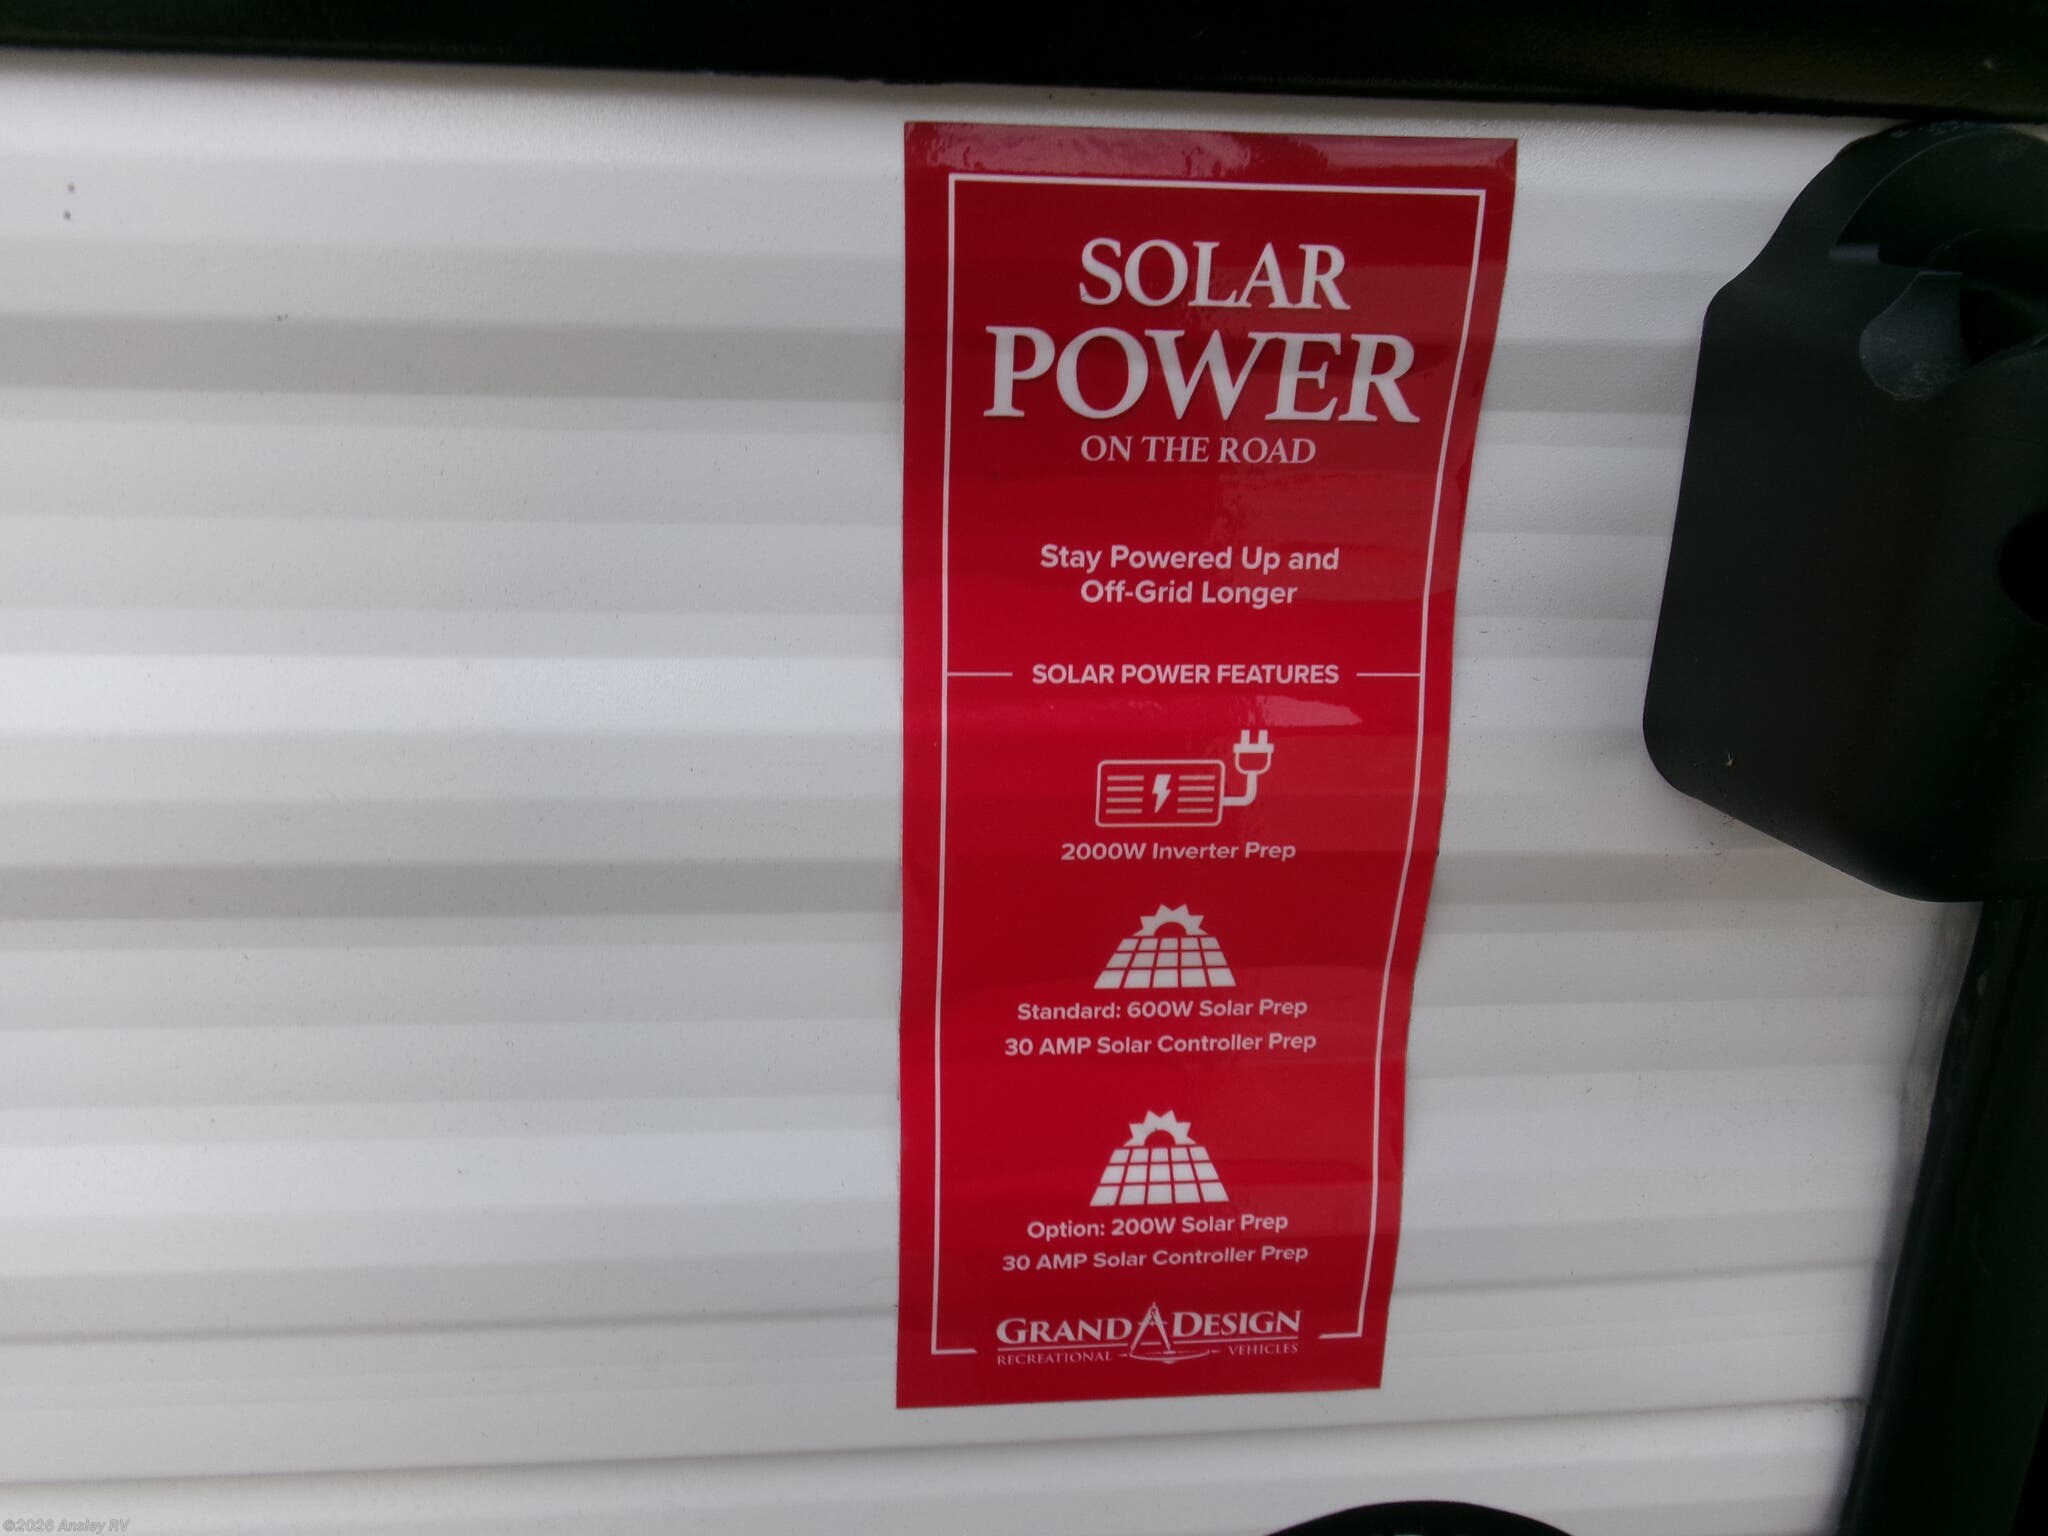 SOLAR
POWER
ON THE ROAD
Stay Powered Up and
Off-Grid Longer
SOLAR POWER FEATURES
2000W Inverter Prep
Standard: 600W Solar Prep
30 AMP Solar Controller Prep
Option: 200W Solar Prep
30 AMP Solar Controller Prep
GRAND DESIGN
RECREATIONAL VEHICLES
©2026 Ansley RV